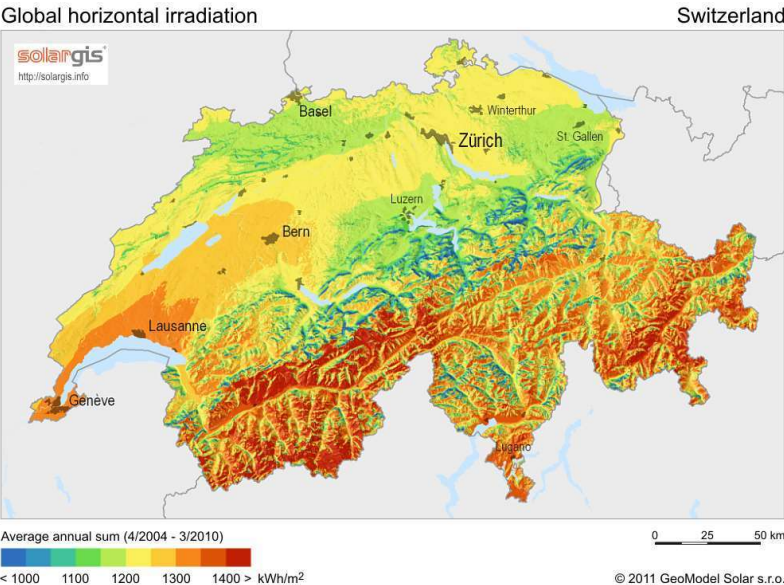 Global horizontal irradiation
Switzerland
solargis
http://solargis.info
Basel
Winterthur
Zürich
St. Gallen
Luzern
Bern
Lausanne
Genève
Lugano
Average annual sum (4/2004 - 3/2010)
0 25 50 km
< 1000 1100 1200 1300 1400 > kWh/m²
© 2011 GeoModel Solar s.r.o.